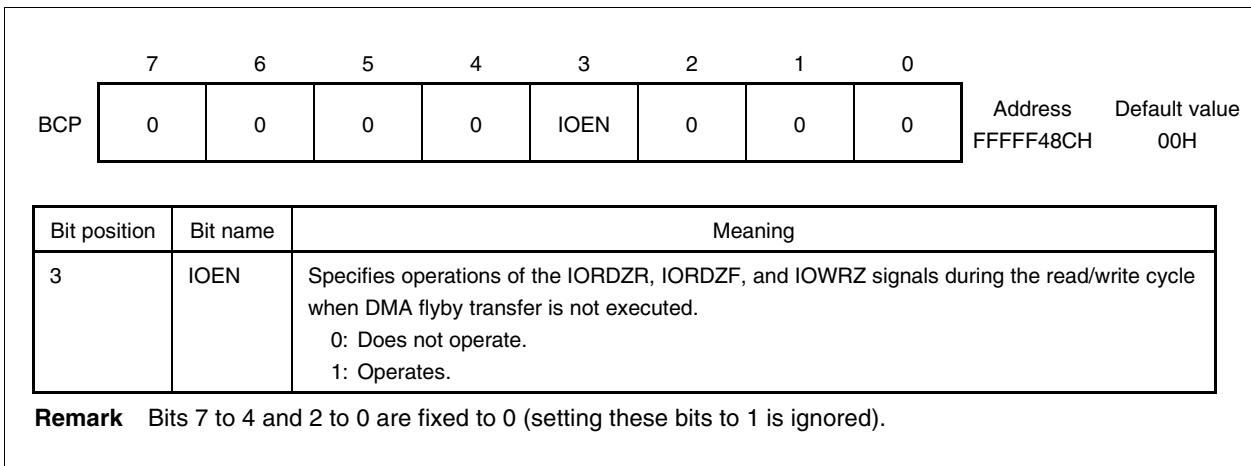 7 6 5 4 3 2 1 0
BCP 0 0 0 0 IOEN 0 0 0 Address Default value
FFFFF48CH 00H
Bit position Bit name Meaning
3 IOEN Specifies operations of the IORDZR, IORDZF, and IOWRZ signals during the read/write cycle
when DMA flyby transfer is not executed.
0: Does not operate.
1: Operates.
Remark Bits 7 to 4 and 2 to 0 are fixed to 0 (setting these bits to 1 is ignored).